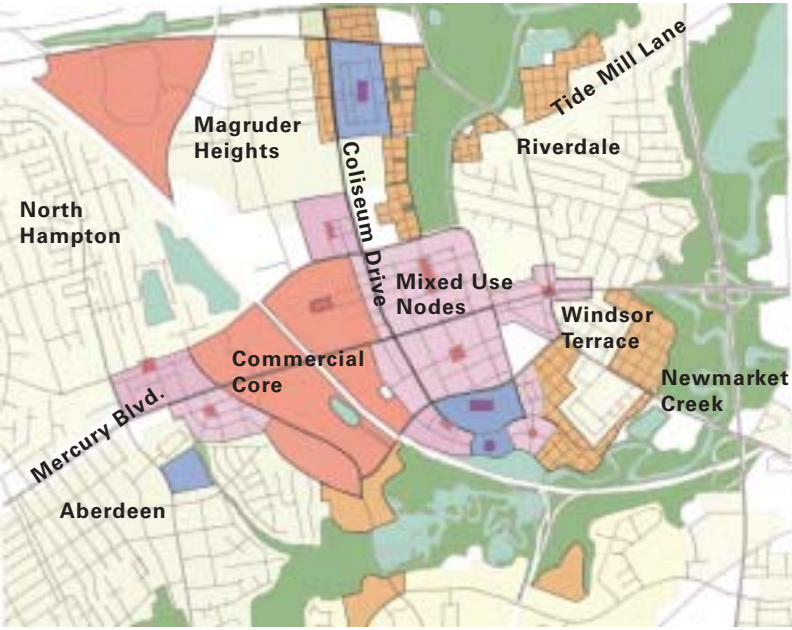 Tide Mill Lane
Magruder
Heights
Riverdale
Coliseum Drive
North
Hampton
Mixed Use
Nodes
Windsor
Terrace
Commercial
Core
Newmarket
Creek
Mercury Blvd.
Aberdeen